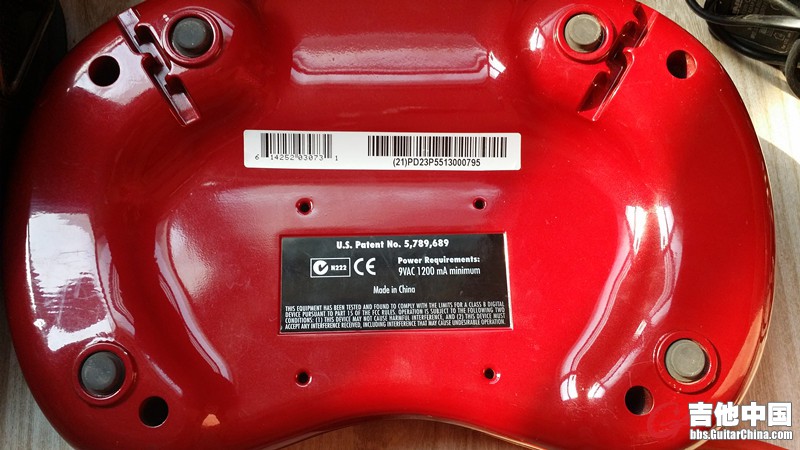 6 14252 03073 1
(21)PD23P5513000795
U.S. Patent No. 5,789,689
N222
CE
Power Requirements:
9VAC 1200 mA minimum
Made in China
THIS EQUIPMENT HAS BEEN TESTED AND FOUND TO COMPLY WITH THE LIMITS FOR A CLASS B DIGITAL
DEVICE PURSUANT TO PART 15 OF THE FCC RULES. OPERATION IS SUBJECT TO THE FOLLOWING TWO
CONDITIONS: (1) THIS DEVICE MAY NOT CAUSE HARMFUL INTERFERENCE, AND (2) THIS DEVICE MUST
ACCEPT ANY INTERFERENCE RECEIVED, INCLUDING INTERFERENCE THAT MAY CAUSE UNDESIRABLE OPERATION.
吉他中国
bbs.GuitarChina.com